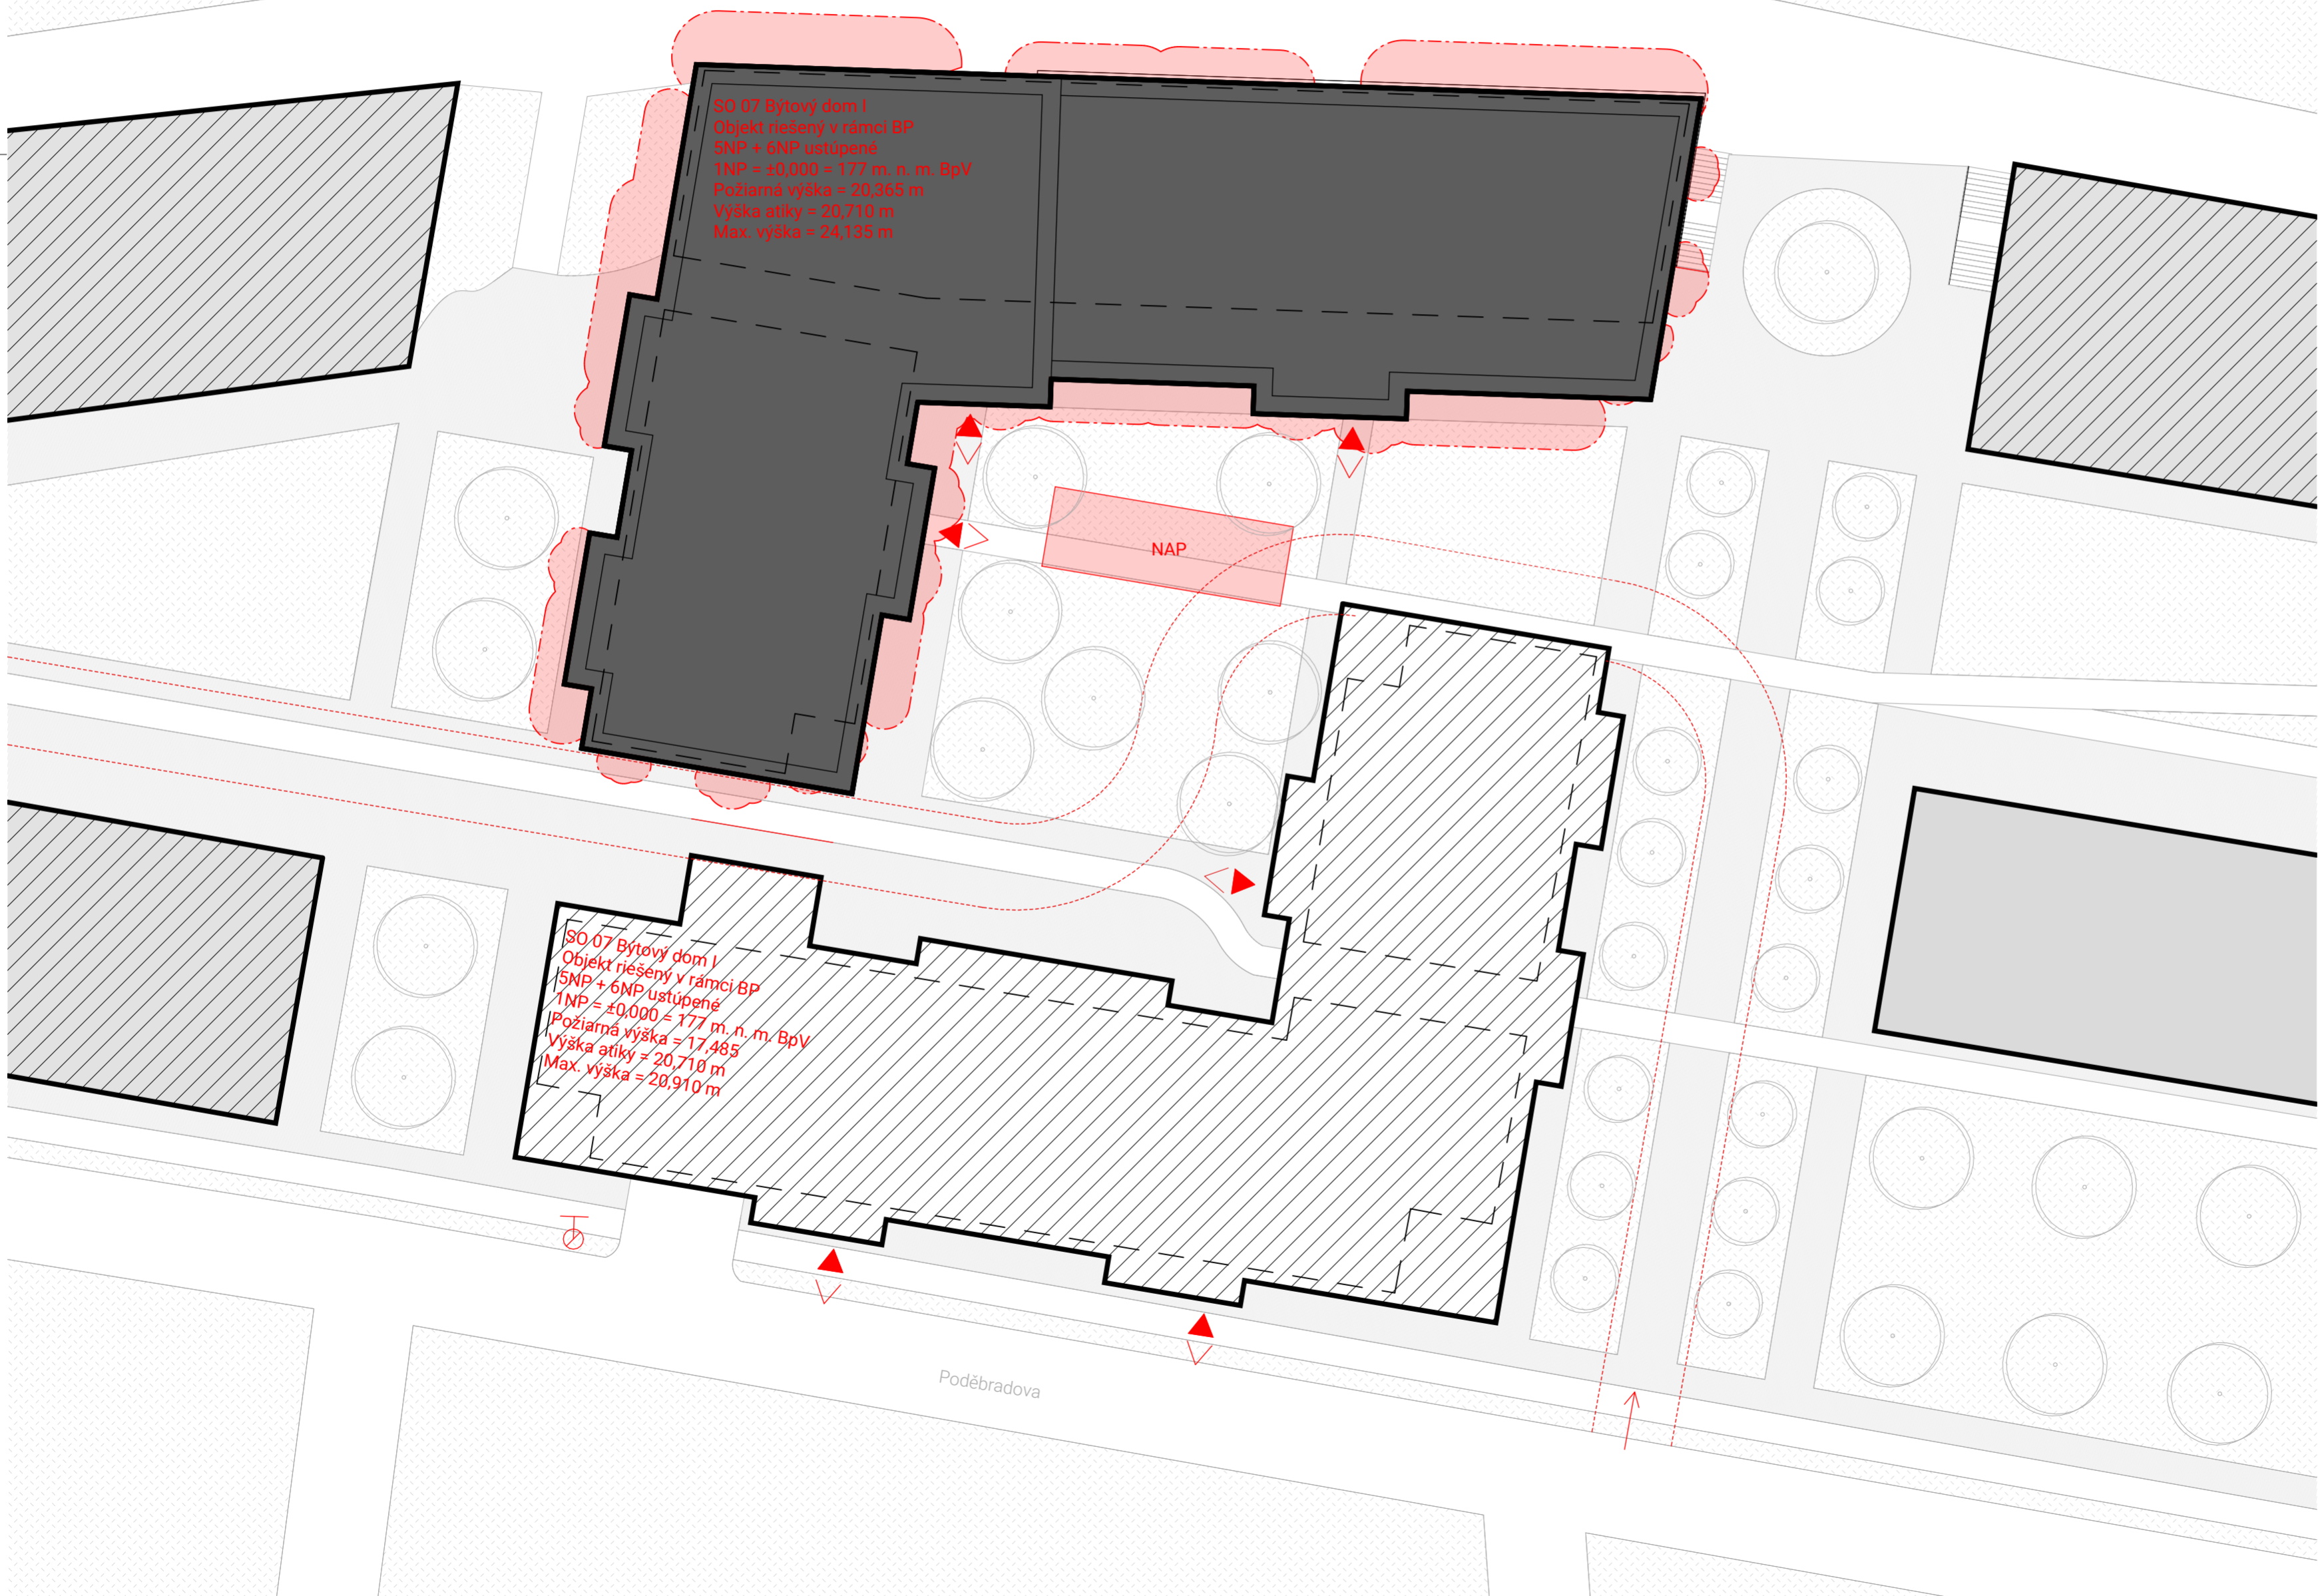 SO 07 Bytový dom I
Objekt riešený v rámci BP
5NP + 6NP ustúpené
1NP = ±0,000 = 177 m. n. m. BpV
Požiarná výška = 20,365 m
Výška atiky = 20,710 m
Max. výška = 24,135 m
NAP
SO 07 Bytový dom I
Objekt riešený v rámci BP
5NP + 6NP ustúpené
1NP = ±0,000 = 177 m. n. m. BpV
Požiarná výška = 17,485
Výška atiky = 20,710 m
Max. výška = 20,910 m
Poděbradova